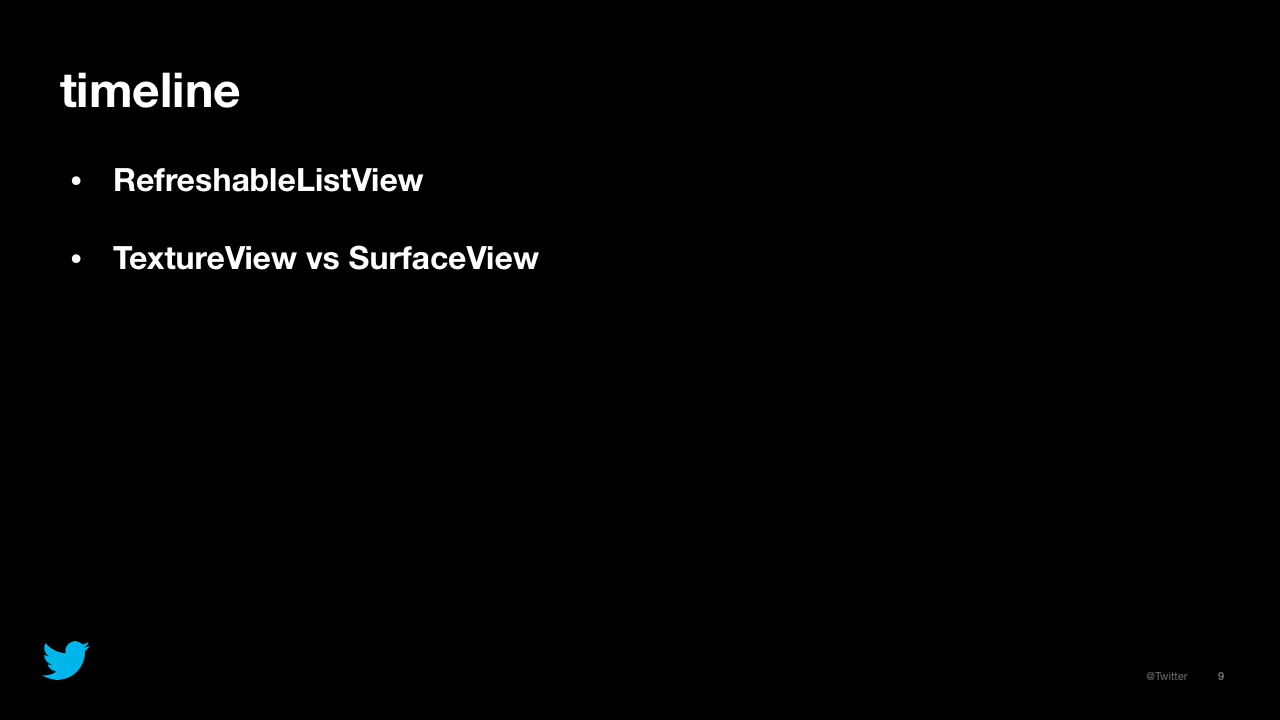 timeline
• RefreshableListView
• TextureView vs SurfaceView
@Twitter 9